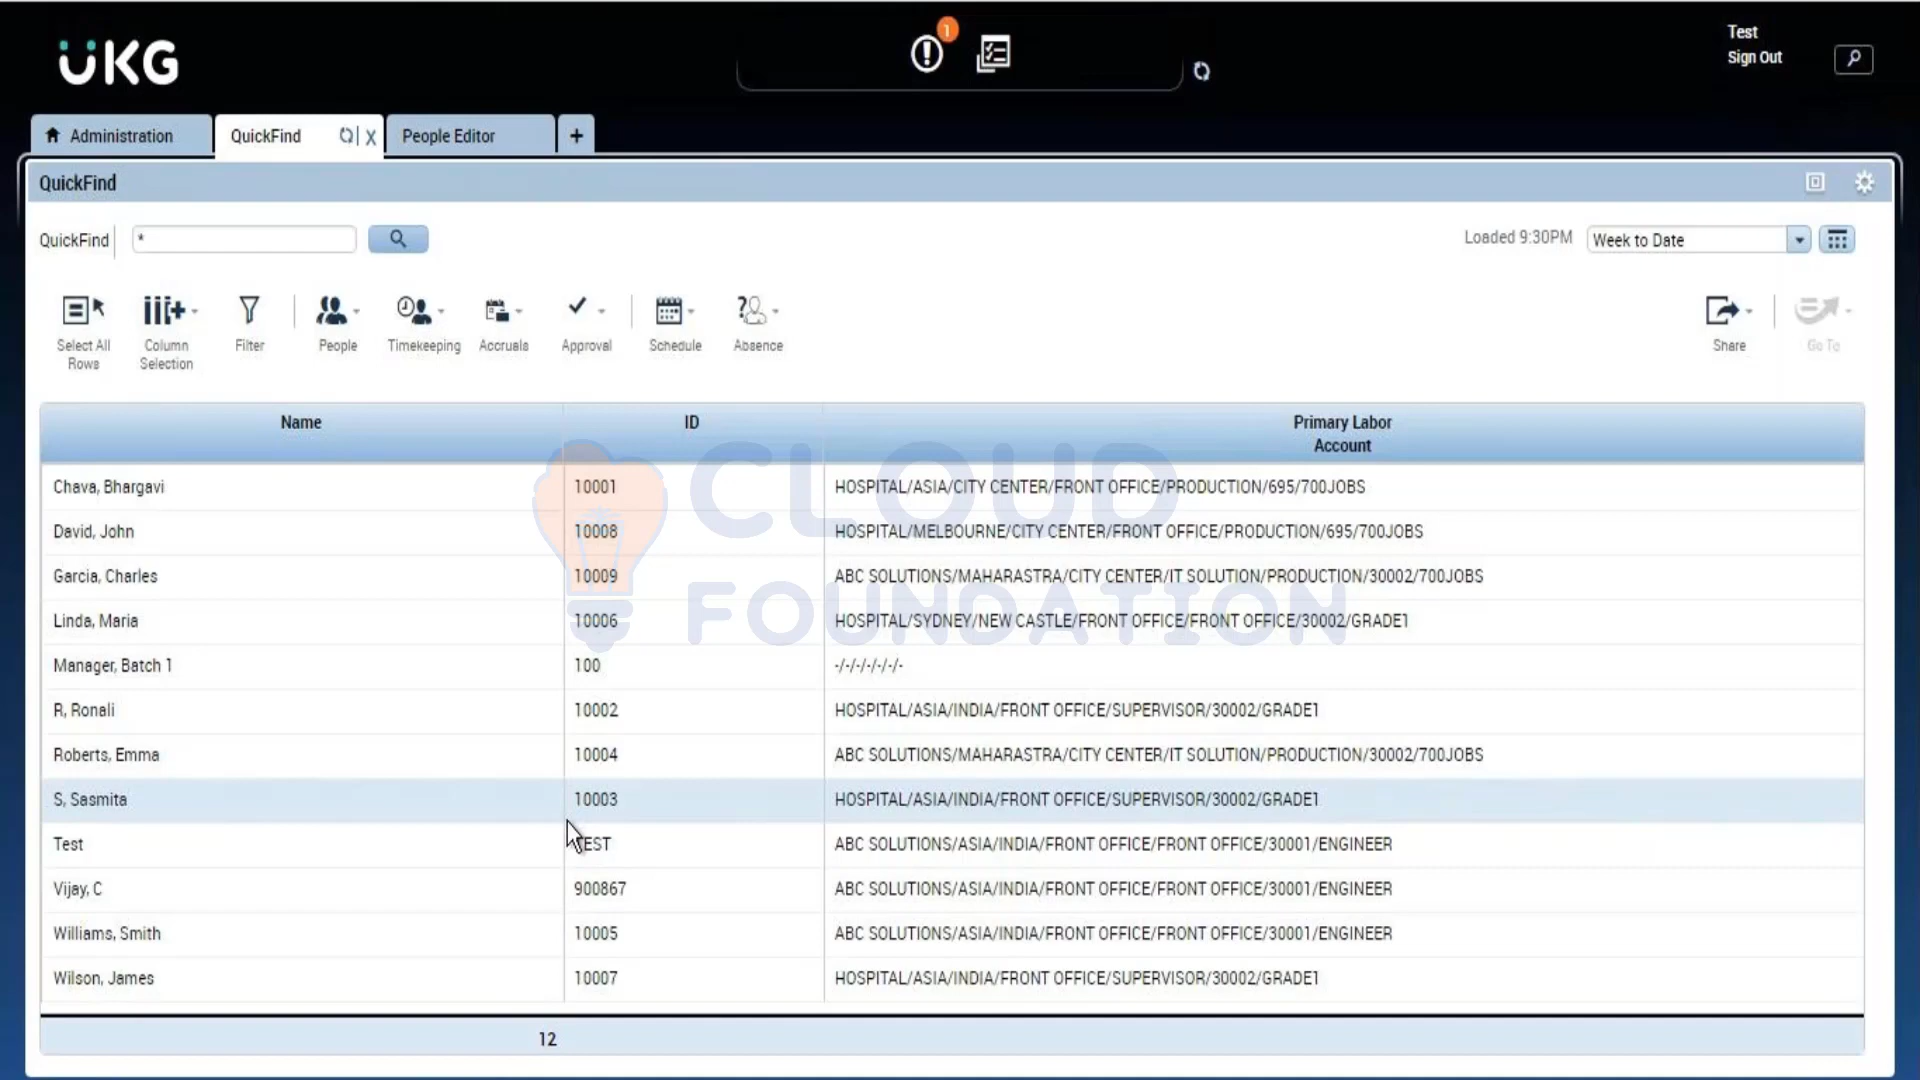 UKG
1
Test
Sign Out
Administration
QuickFind
X
People Editor
+
QuickFind
QuickFind
*
Loaded 9:30PM
Week to Date
Select All Rows
Column Selection
Filter
People
Timekeeping
Accruals
Approval
Schedule
Absence
Share
Go To
Name ID Primary Labor Account
CLOUD FOUNDATION
Chava, Bhargavi 10001 HOSPITAL/ASIA/CITY CENTER/FRONT OFFICE/PRODUCTION/695/700JOBS
David, John 10008 HOSPITAL/MELBOURNE/CITY CENTER/FRONT OFFICE/PRODUCTION/695/700JOBS
Garcia, Charles 10009 ABC SOLUTIONS/MAHARASTRA/CITY CENTER/IT SOLUTION/PRODUCTION/30002/700JOBS
Linda, Maria 10006 HOSPITAL/SYDNEY/NEW CASTLE/FRONT OFFICE/FRONT OFFICE/30002/GRADE1
Manager, Batch 1 100 -/-/-/-/-/-/-
R, Ronali 10002 HOSPITAL/ASIA/INDIA/FRONT OFFICE/SUPERVISOR/30002/GRADE1
Roberts, Emma 10004 ABC SOLUTIONS/MAHARASTRA/CITY CENTER/IT SOLUTION/PRODUCTION/30002/700JOBS
S, Sasmita 10003 HOSPITAL/ASIA/INDIA/FRONT OFFICE/SUPERVISOR/30002/GRADE1
Test TEST ABC SOLUTIONS/ASIA/INDIA/FRONT OFFICE/FRONT OFFICE/30001/ENGINEER
Vijay, C 900867 ABC SOLUTIONS/ASIA/INDIA/FRONT OFFICE/FRONT OFFICE/30001/ENGINEER
Williams, Smith 10005 ABC SOLUTIONS/ASIA/INDIA/FRONT OFFICE/FRONT OFFICE/30001/ENGINEER
Wilson, James 10007 HOSPITAL/ASIA/INDIA/FRONT OFFICE/SUPERVISOR/30002/GRADE1
12